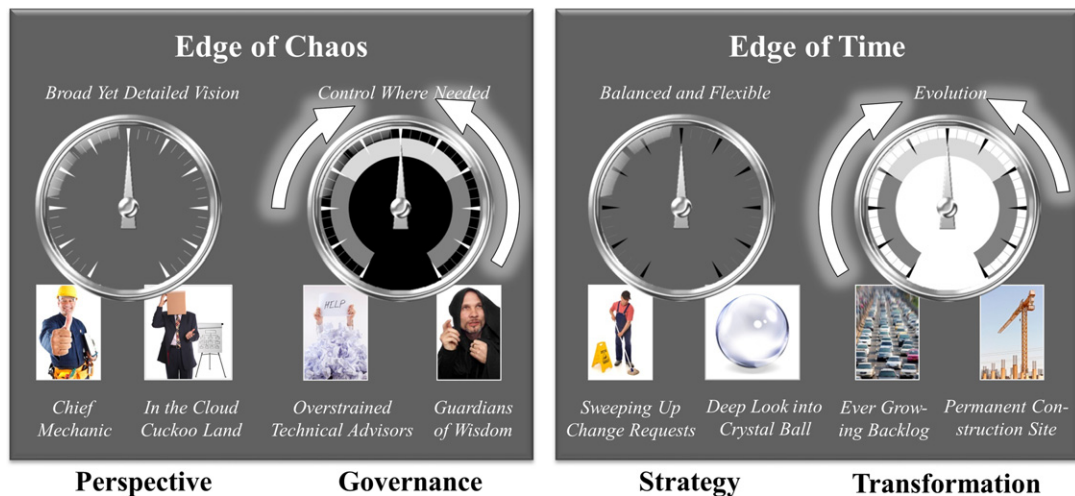 Edge of Chaos
Broad Yet Detailed Vision
Control Where Needed
HELP
Chief
Mechanic
In the Cloud
Cuckoo Land
Overstrained
Technical Advisors
Guardians
of Wisdom
Perspective
Governance
Edge of Time
Balanced and Flexible
Evolution
Sweeping Up
Change Requests
Deep Look into
Crystal Ball
Ever Grow-
ing Backlog
Permanent Con-
struction Site
Strategy
Transformation